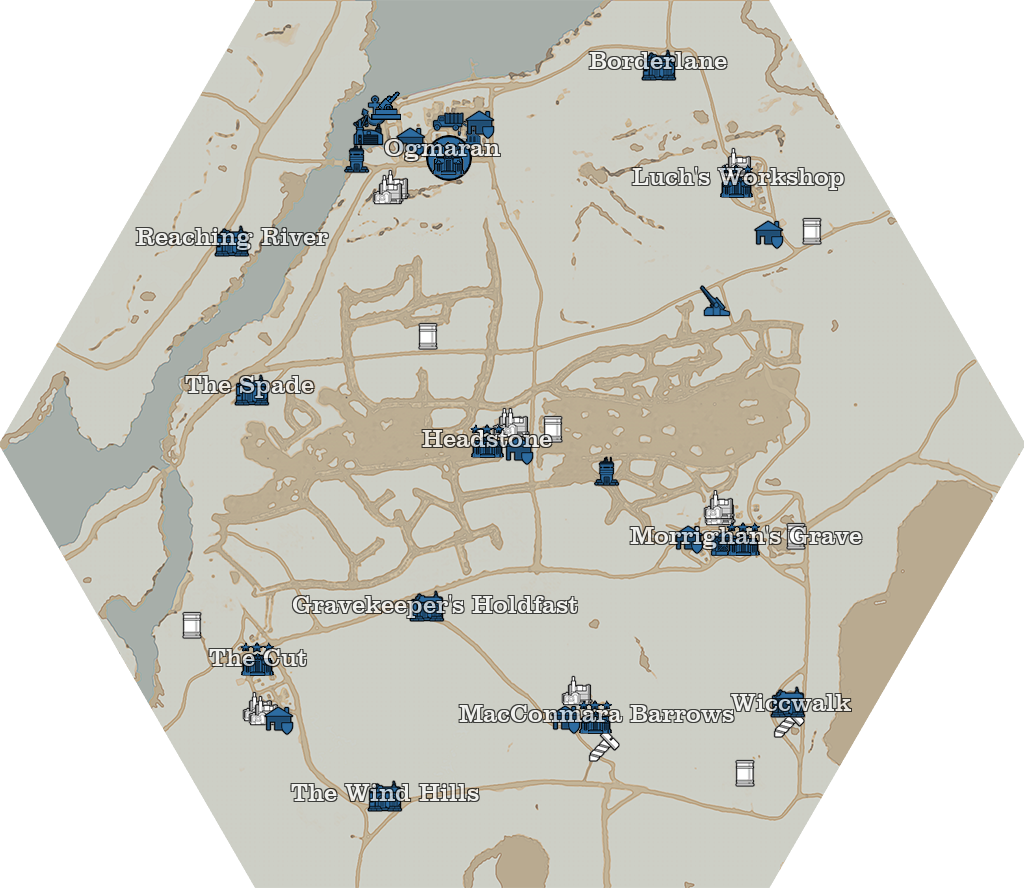 Borderlane
Ogmaran
Luch's Workshop
Reaching River
The Spade
Headstone
Morrighan's Grave
Gravekeeper's Holdfast
The Cut
Wiccwalk
MacConmara Barrows
The Wind Hills